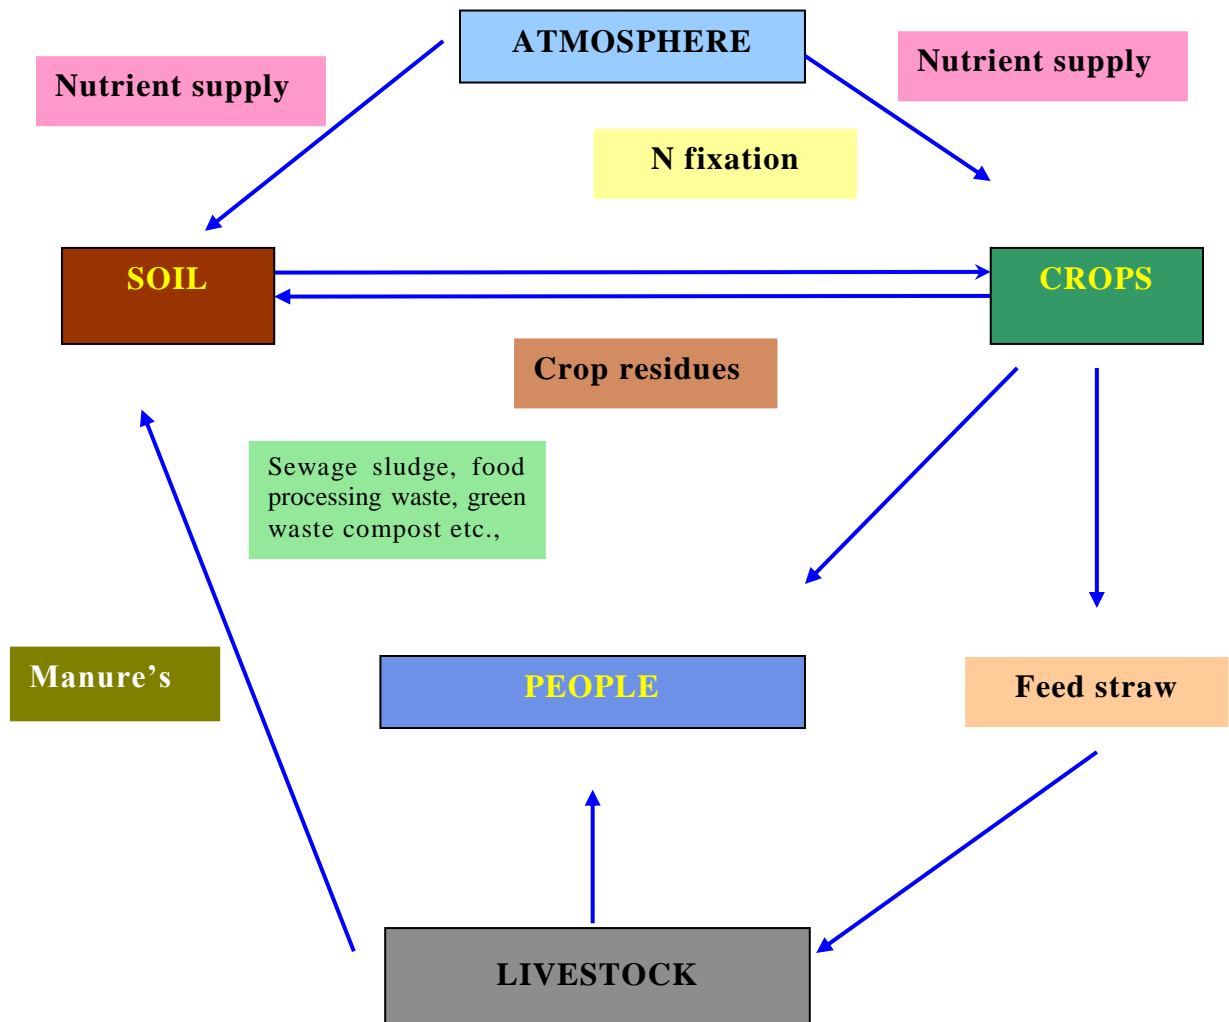 ATMOSPHERE
Nutrient supply
Nutrient supply
N fixation
SOIL
CROPS
Crop residues
Sewage sludge, food
processing waste, green
waste compost etc.,
Manure’s
PEOPLE
Feed straw
LIVESTOCK